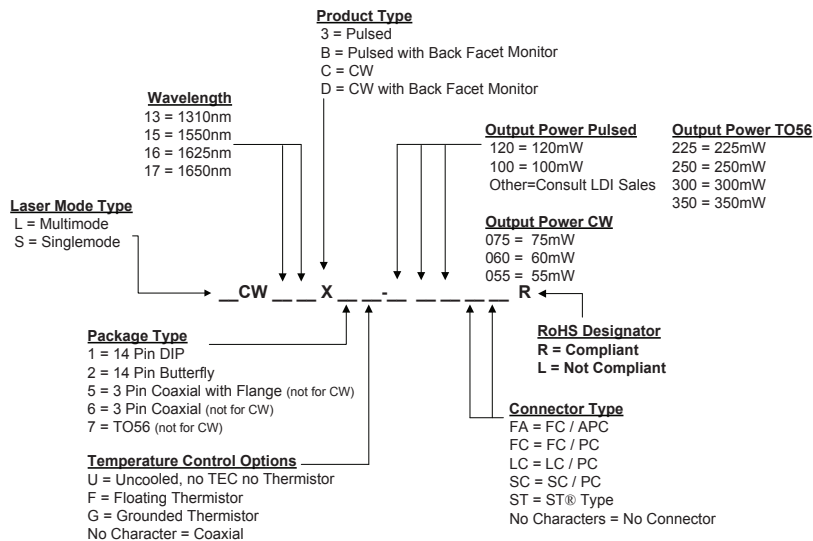 Product Type
3 = Pulsed
B = Pulsed with Back Facet Monitor
C = CW
D = CW with Back Facet Monitor
Wavelength
13 = 1310nm
15 = 1550nm
16 = 1625nm
17 = 1650nm
Output Power Pulsed
120 = 120mW
100 = 100mW
Other=Consult LDI Sales
Output Power TO56
225 = 225mW
250 = 250mW
300 = 300mW
350 = 350mW
Laser Mode Type
L = Multimode
S = Singlemode
Output Power CW
075 = 75mW
060 = 60mW
055 = 55mW
__CW __ __ X __ __-__ __ __ __ __ R
RoHS Designator
R = Compliant
L = Not Compliant
Package Type
1 = 14 Pin DIP
2 = 14 Pin Butterfly
5 = 3 Pin Coaxial with Flange (not for CW)
6 = 3 Pin Coaxial (not for CW)
7 = TO56 (not for CW)
Connector Type
FA = FC / APC
FC = FC / PC
LC = LC / PC
SC = SC / PC
ST = ST® Type
No Characters = No Connector
Temperature Control Options
U = Uncooled, no TEC no Thermistor
F = Floating Thermistor
G = Grounded Thermistor
No Character = Coaxial